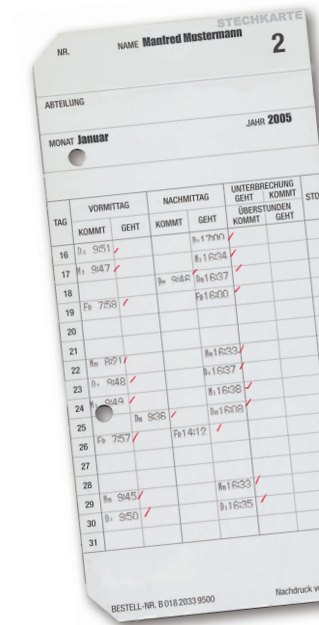 STECHKARTE
NR. NAME Manfred Mustermann 2
ABTEILUNG
MONAT Januar JAHR 2005
TAG VORMITTAG NACHMITTAG UNTERBRECHUNG STD
GEHT KOMMT
ÜBERSTUNDEN
KOMMT GEHT KOMMT GEHT KOMMT GEHT
16 Di 9:51 Di 17:00
17 Mi 9:47 Mi 16:34
18 Do 9:46 Do 16:37
19 Fr 7:58 Fr 16:00
20
21
22 Mo 8:21 Mo 16:33
23 Di 9:48 Di 16:37
24 Mi 9:49 Mi 16:38
25 Do 9:36 Do 16:08
26 Fr 7:57 Fr 14:12
27
28
29 Mo 9:45 Mo 16:33
30 Di 9:50 Di 16:35
31
BESTELL-NR. B 018 2033 9500 Nachdruck